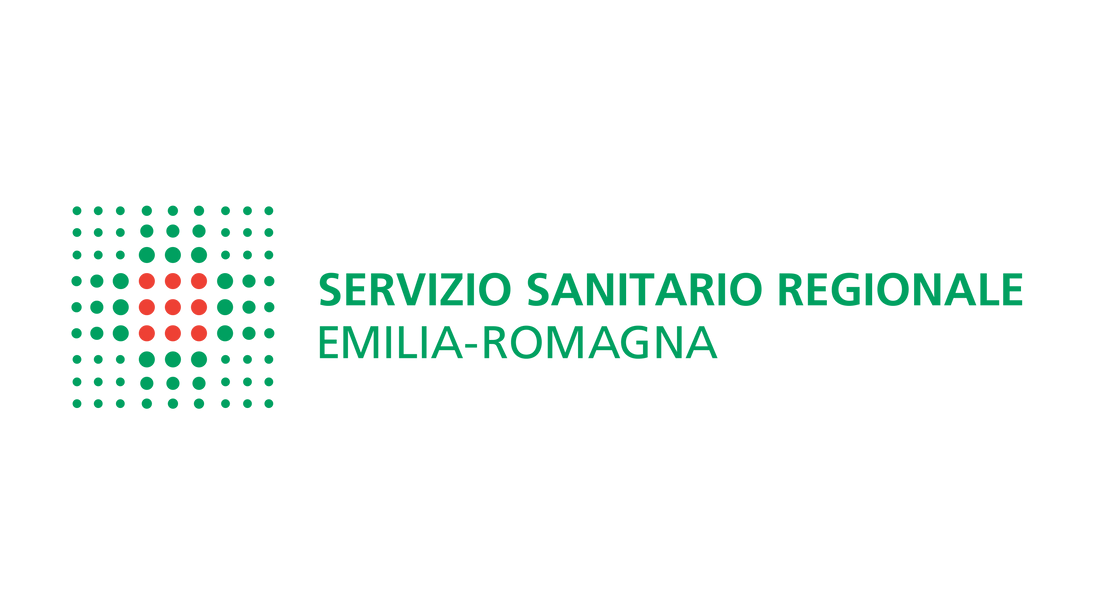 SERVIZIO SANITARIO REGIONALE
EMILIA-ROMAGNA